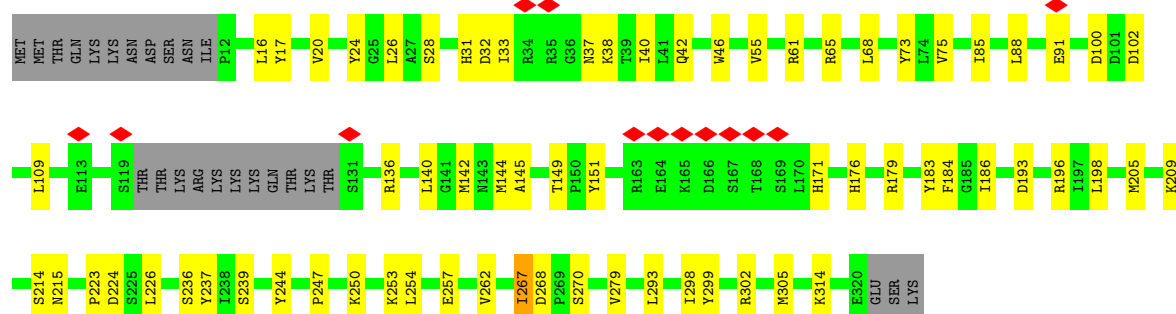 MET MET THR GLN LYS LYS ASN ASP SER ASN ILE P12 L16 Y17 V20 Y24 G25 L26 A27 S28 H31 D32 I33 R34 R35 G36 N37 K38 T39 I40 L41 Q42 W46 V55 R61 R65 L68 Y73 L74 V75 I85 L88 E91 D100 D101 D102
L109 E113 S119 THR THR LYS ARG LYS LYS LYS GLN THR LYS THR S131 R136 L140 G141 M142 N143 M144 A145 T149 P150 Y151 R163 E164 K165 D166 S167 T168 S169 L170 H171 H176 R179 Y183 F184 G185 I186 D193 R196 I197 L198 M205 K209
S214 N215 P223 D224 S225 L226 S236 Y237 I238 S239 Y244 P247 K250 K253 L254 E257 V262 I267 D268 P269 S270 V279 L293 I298 Y299 R302 M305 K314 E320 GLU SER LYS